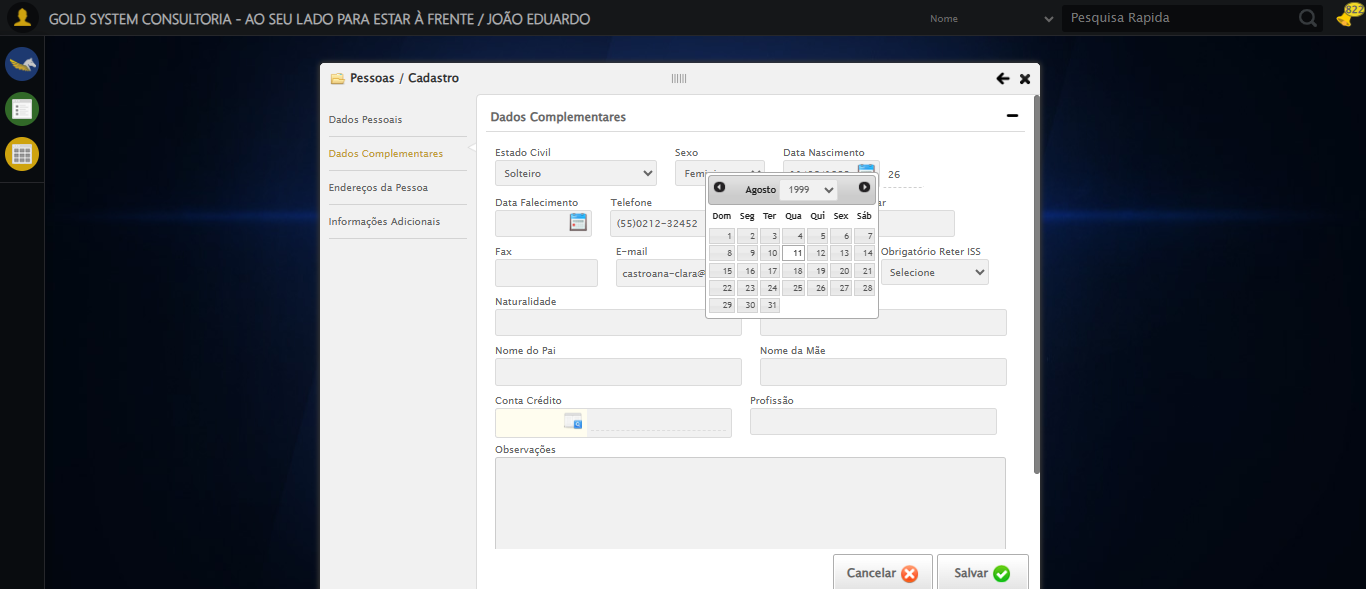 GOLD SYSTEM CONSULTORIA - AO SEU LADO PARA ESTAR À FRENTE / JOÃO EDUARDO
Nome
Pesquisa Rapida
822
Pessoas / Cadastro
Dados Pessoais
Dados Complementares
Endereços da Pessoa
Informações Adicionais
Dados Complementares
Estado Civil Sexo Data Nascimento
Solteiro 26
Data Falecimento Telefone
(55)0212-32452
Agosto 1999
Dom Seg Ter Qua Qui Sex Sáb
1 2 3 4 5 6 7
8 9 10 11 12 13 14
15 16 17 18 19 20 21
22 23 24 25 26 27 28
29 30 31
Fax E-mail Obrigatório Reter ISS
castroana-clara@ Selecione
Naturalidade
Nome do Pai Nome da Mãe
Conta Crédito Profissão
Observações
Cancelar Salvar